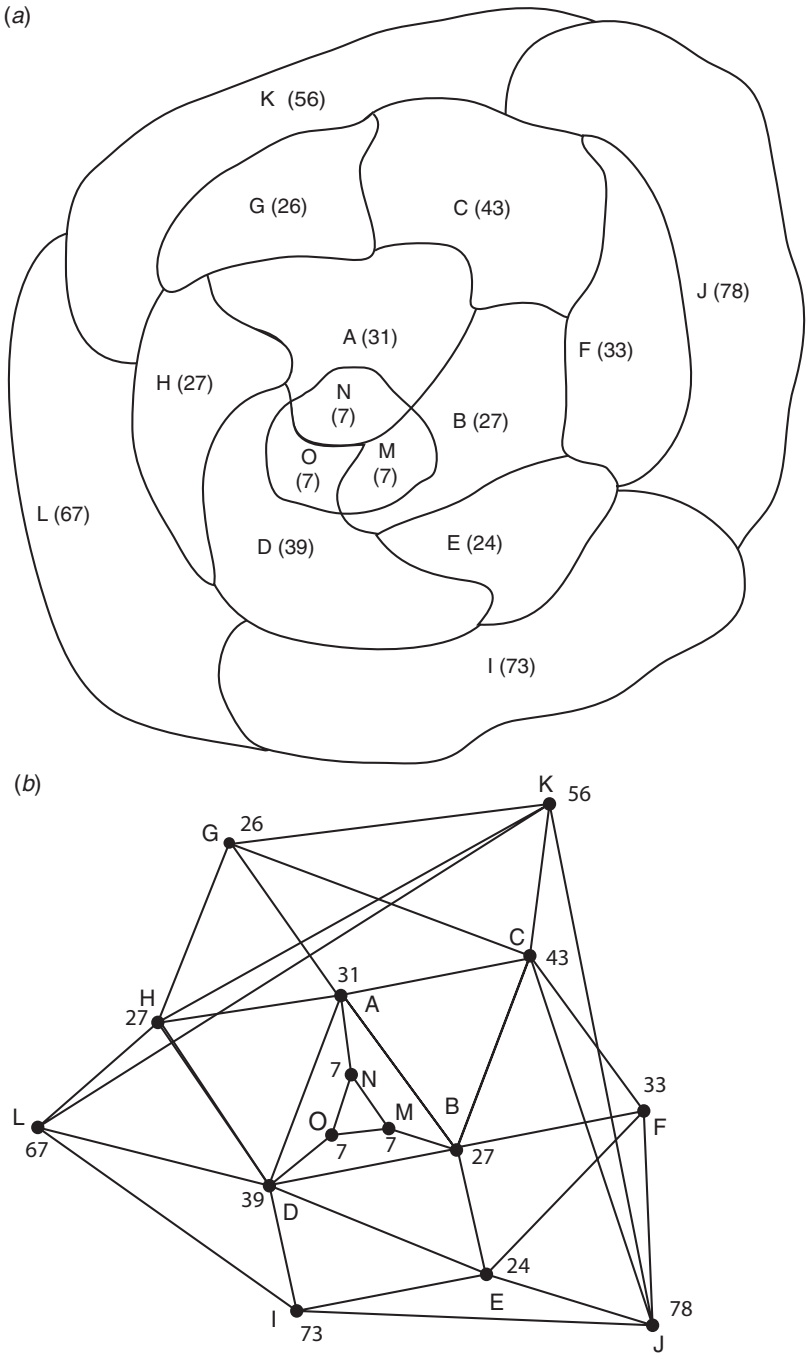 (a)
K (56)
G (26)
C (43)
J (78)
A (31)
F (33)
H (27)
N
(7)
B (27)
O
(7)
M
(7)
L (67)
D (39)
E (24)
I (73)
(b)
K 56
G 26
C 43
31
A
H
27
7 N
33
F
L
67
O
7
M
7
B
27
39
D
24
E
I
73
78
J